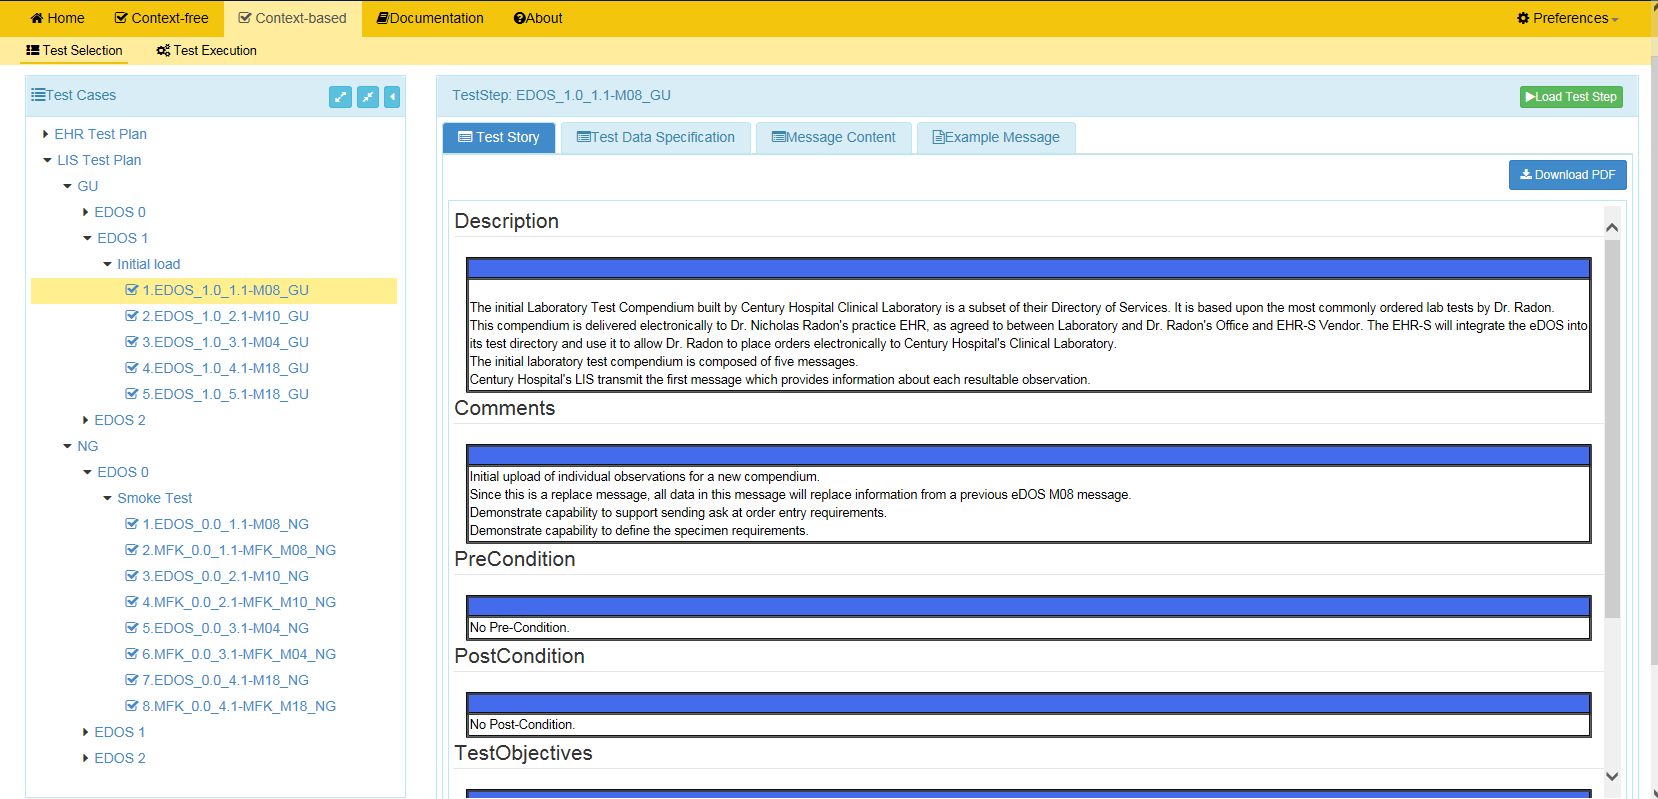 Home Context-free Context-based Documentation About Preferences
Test Selection Test Execution
Test Cases
EHR Test Plan
LIS Test Plan
GU
EDOS 0
EDOS 1
Initial load
1.EDOS_1.0_1.1-M08_GU
2.EDOS_1.0_2.1-M10_GU
3.EDOS_1.0_3.1-M04_GU
4.EDOS_1.0_4.1-M18_GU
5.EDOS_1.0_5.1-M18_GU
EDOS 2
NG
EDOS 0
Smoke Test
1.EDOS_0.0_1.1-M08_NG
2.MFK_0.0_1.1-MFK_M08_NG
3.EDOS_0.0_2.1-M10_NG
4.MFK_0.0_2.1-MFK_M10_NG
5.EDOS_0.0_3.1-M04_NG
6.MFK_0.0_3.1-MFK_M04_NG
7.EDOS_0.0_4.1-M18_NG
8.MFK_0.0_4.1-MFK_M18_NG
EDOS 1
EDOS 2
TestStep: EDOS_1.0_1.1-M08_GU
Load Test Step
Test Story Test Data Specification Message Content Example Message
Download PDF
Description
The initial Laboratory Test Compendium built by Century Hospital Clinical Laboratory is a subset of their Directory of Services. It is based upon the most commonly ordered lab tests by Dr. Radon.
This compendium is delivered electronically to Dr. Nicholas Radon's practice EHR, as agreed to between Laboratory and Dr. Radon's Office and EHR-S Vendor. The EHR-S will integrate the eDOS into
its test directory and use it to allow Dr. Radon to place orders electronically to Century Hospital's Clinical Laboratory.
The initial laboratory test compendium is composed of five messages.
Century Hospital's LIS transmit the first message which provides information about each resultable observation.
Comments
Initial upload of individual observations for a new compendium.
Since this is a replace message, all data in this message will replace information from a previous eDOS M08 message.
Demonstrate capability to support sending ask at order entry requirements.
Demonstrate capability to define the specimen requirements.
PreCondition
No Pre-Condition.
PostCondition
No Post-Condition.
TestObjectives